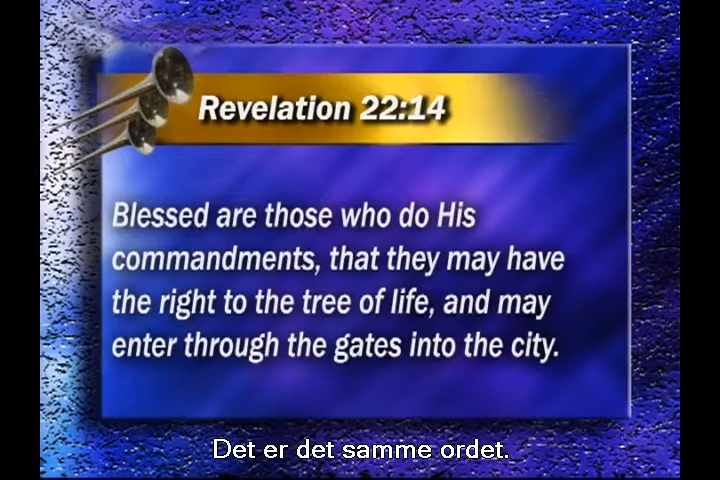 Revelation 22:14
Blessed are those who do His
commandments, that they may have
the right to the tree of life, and may
enter through the gates into the city.
Det er det samme ordet.